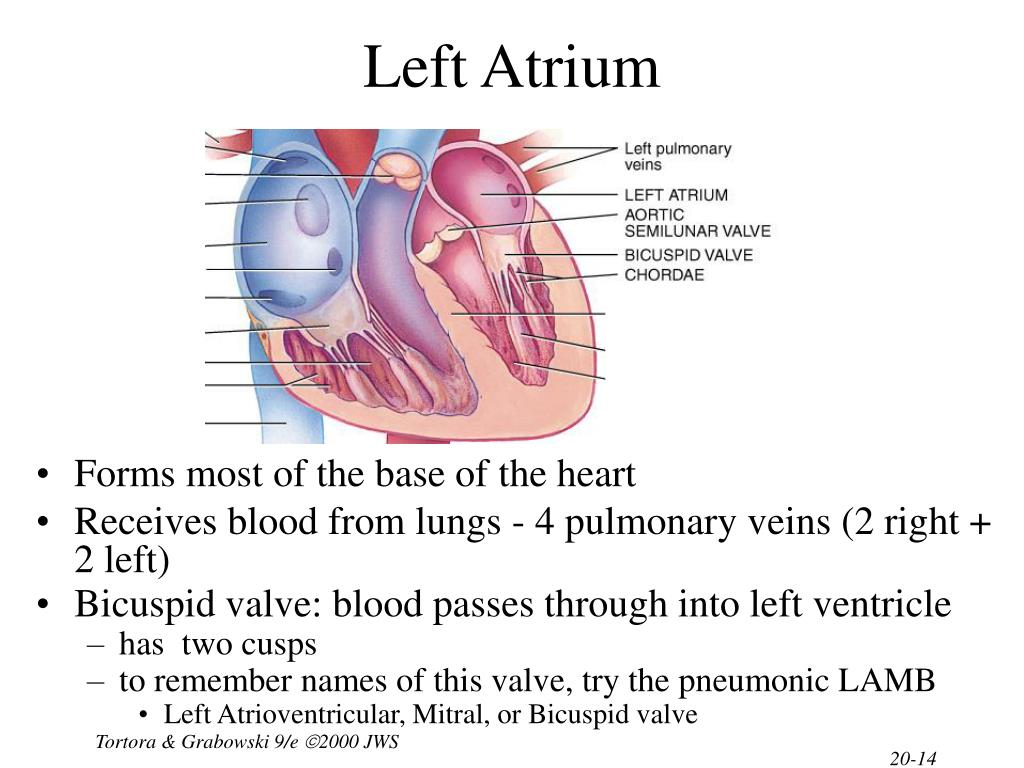 Left Atrium
Left pulmonary
veins
LEFT ATRIUM
AORTIC
SEMILUNAR VALVE
BICUSPID VALVE
CHORDAE
• Forms most of the base of the heart
• Receives blood from lungs - 4 pulmonary veins (2 right +
2 left)
• Bicuspid valve: blood passes through into left ventricle
– has two cusps
– to remember names of this valve, try the pneumonic LAMB
• Left Atrioventricular, Mitral, or Bicuspid valve
Tortora & Grabowski 9/e ©2000 JWS
20-14